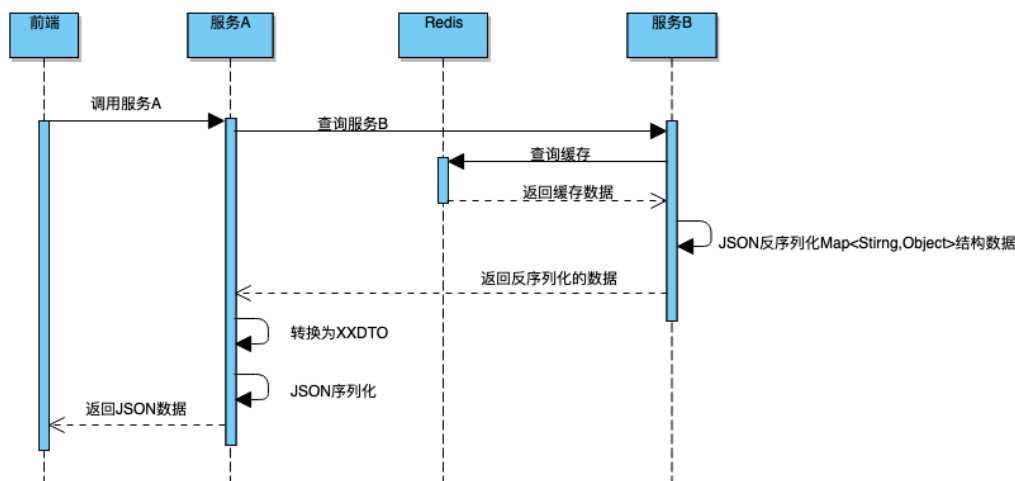 前端
服务A
Redis
服务B
调用服务A
查询服务B
查询缓存
返回缓存数据
JSON反序列化Map<Stirng,Object>结构数据
返回反序列化的数据
转换为XXDTO
JSON序列化
返回JSON数据